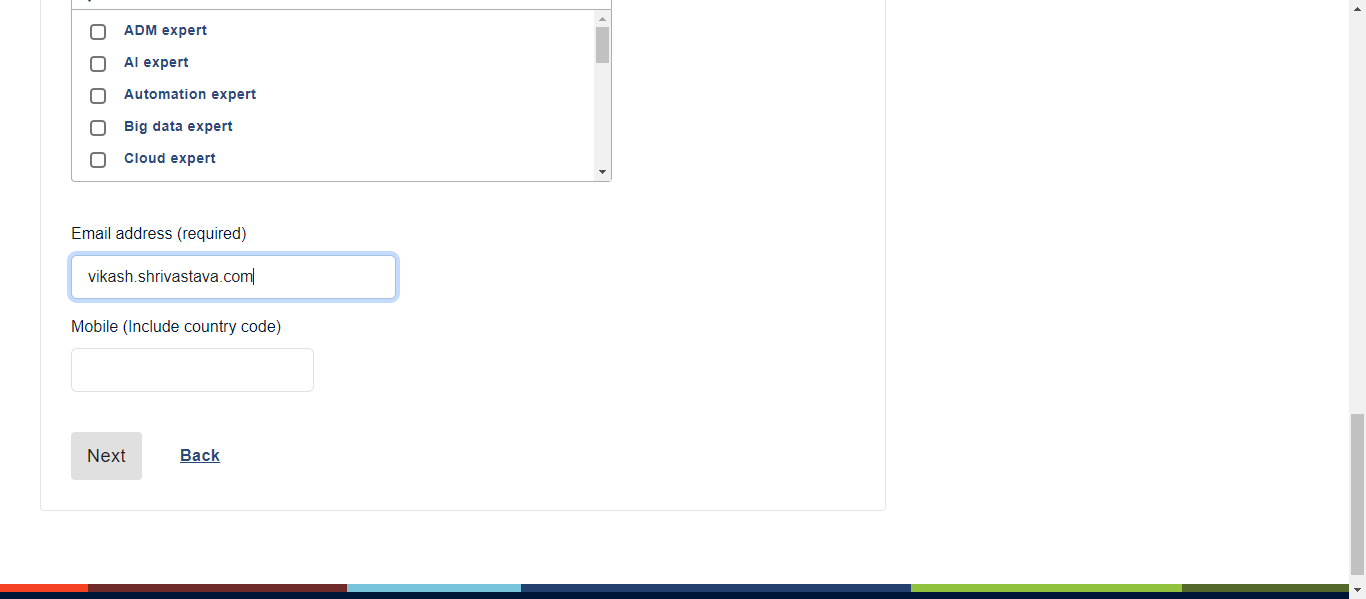 ADM expert
AI expert
Automation expert
Big data expert
Cloud expert
Email address (required)
vikash.shrivastava.com
Mobile (Include country code)
Next Back